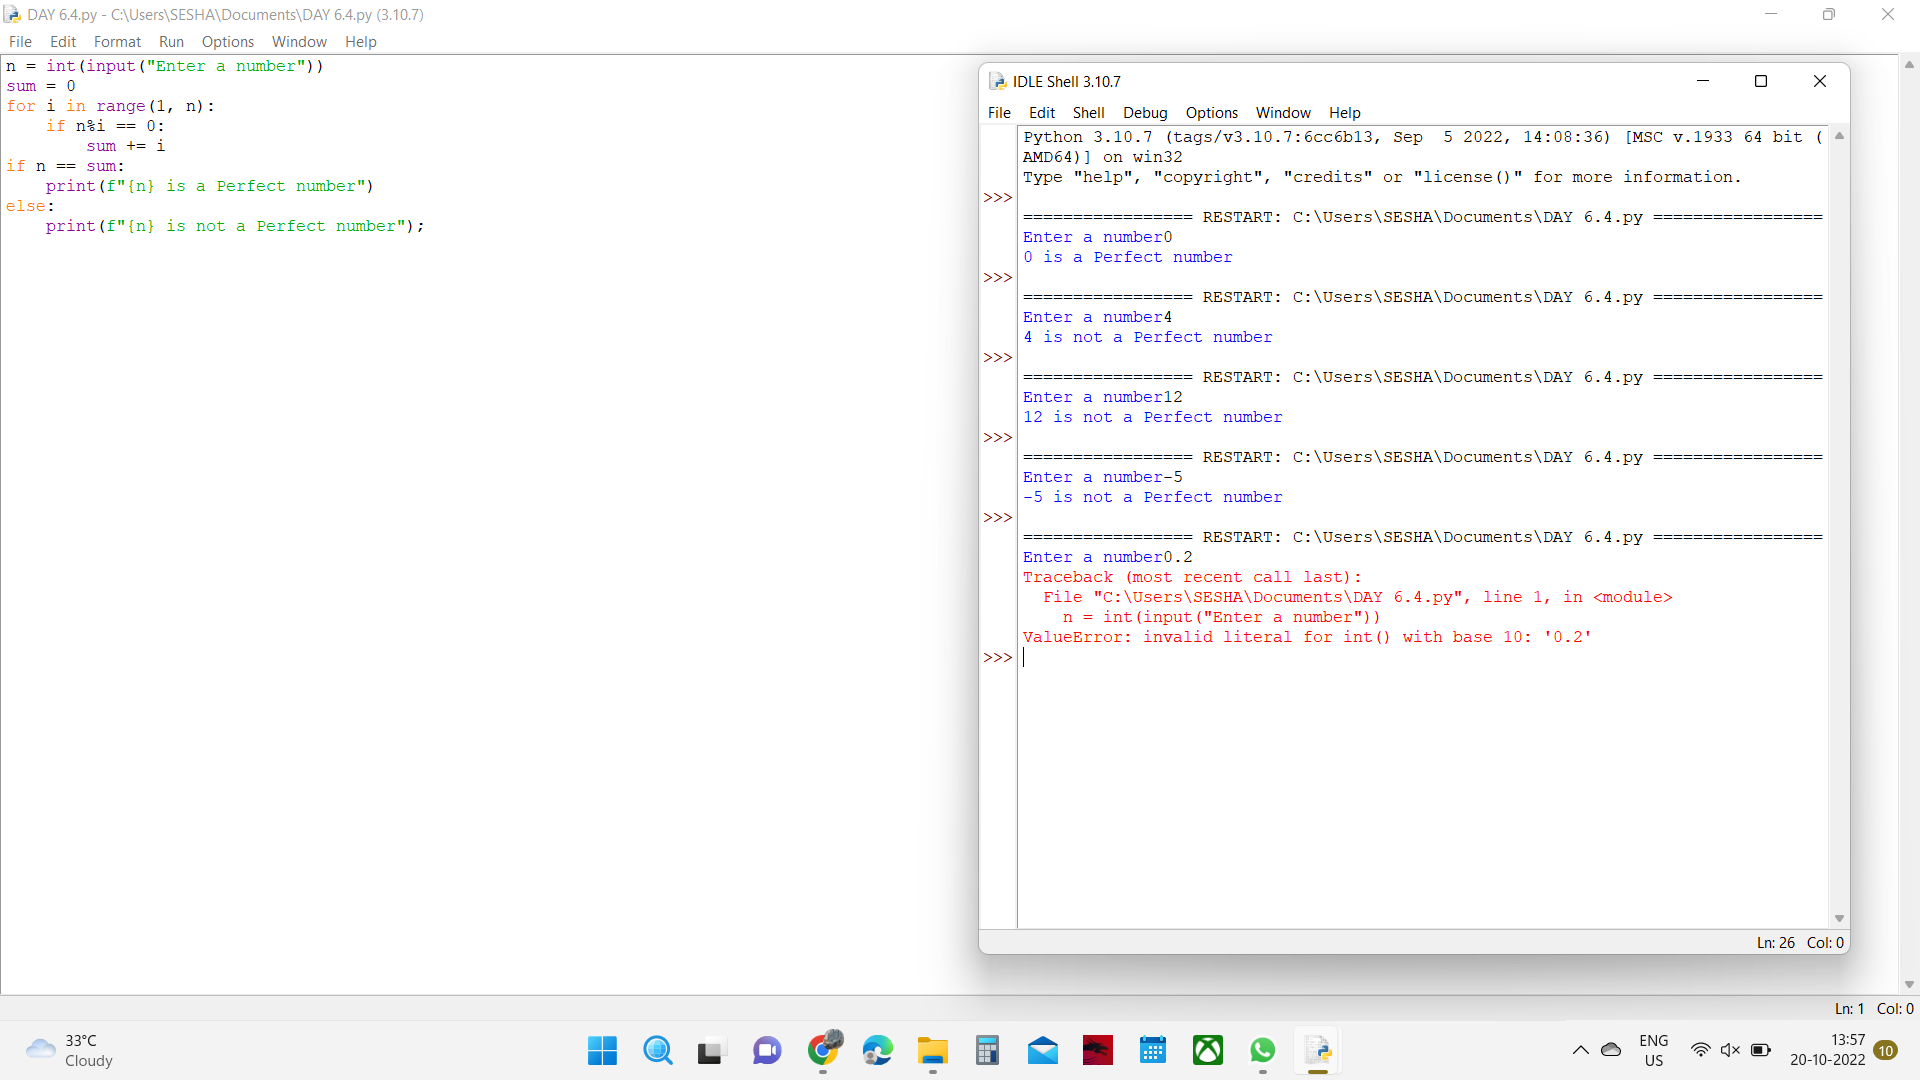 DAY 6.4.py - C:\Users\SESHA\Documents\DAY 6.4.py (3.10.7)
File Edit Format Run Options Window Help
n = int(input("Enter a number"))
sum = 0
for i in range(1, n):
    if n%i == 0:
        sum += i
if n == sum:
    print(f"{n} is a Perfect number")
else:
    print(f"{n} is not a Perfect number");
IDLE Shell 3.10.7
File Edit Shell Debug Options Window Help
Python 3.10.7 (tags/v3.10.7:6cc6b13, Sep  5 2022, 14:08:36) [MSC v.1933 64 bit (
AMD64)] on win32
Type "help", "copyright", "credits" or "license()" for more information.
>>>
================= RESTART: C:\Users\SESHA\Documents\DAY 6.4.py =================
Enter a number0
0 is a Perfect number
>>>
================= RESTART: C:\Users\SESHA\Documents\DAY 6.4.py =================
Enter a number4
4 is not a Perfect number
>>>
================= RESTART: C:\Users\SESHA\Documents\DAY 6.4.py =================
Enter a number12
12 is not a Perfect number
>>>
================= RESTART: C:\Users\SESHA\Documents\DAY 6.4.py =================
Enter a number-5
-5 is not a Perfect number
>>>
================= RESTART: C:\Users\SESHA\Documents\DAY 6.4.py =================
Enter a number0.2
Traceback (most recent call last):
  File "C:\Users\SESHA\Documents\DAY 6.4.py", line 1, in <module>
    n = int(input("Enter a number"))
ValueError: invalid literal for int() with base 10: '0.2'
>>>
Ln: 26 Col: 0
Ln: 1 Col: 0
33°C
Cloudy
ENG
US
13:57
20-10-2022
10